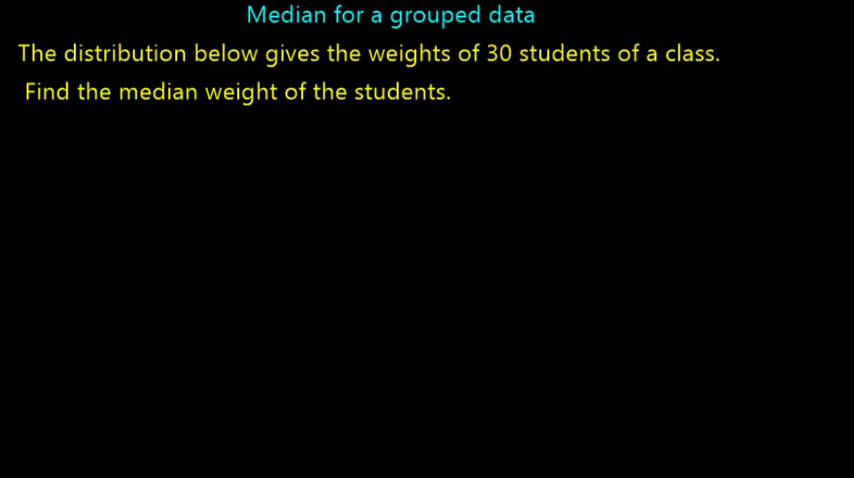 Median for a grouped data
The distribution below gives the weights of 30 students of a class.
Find the median weight of the students.